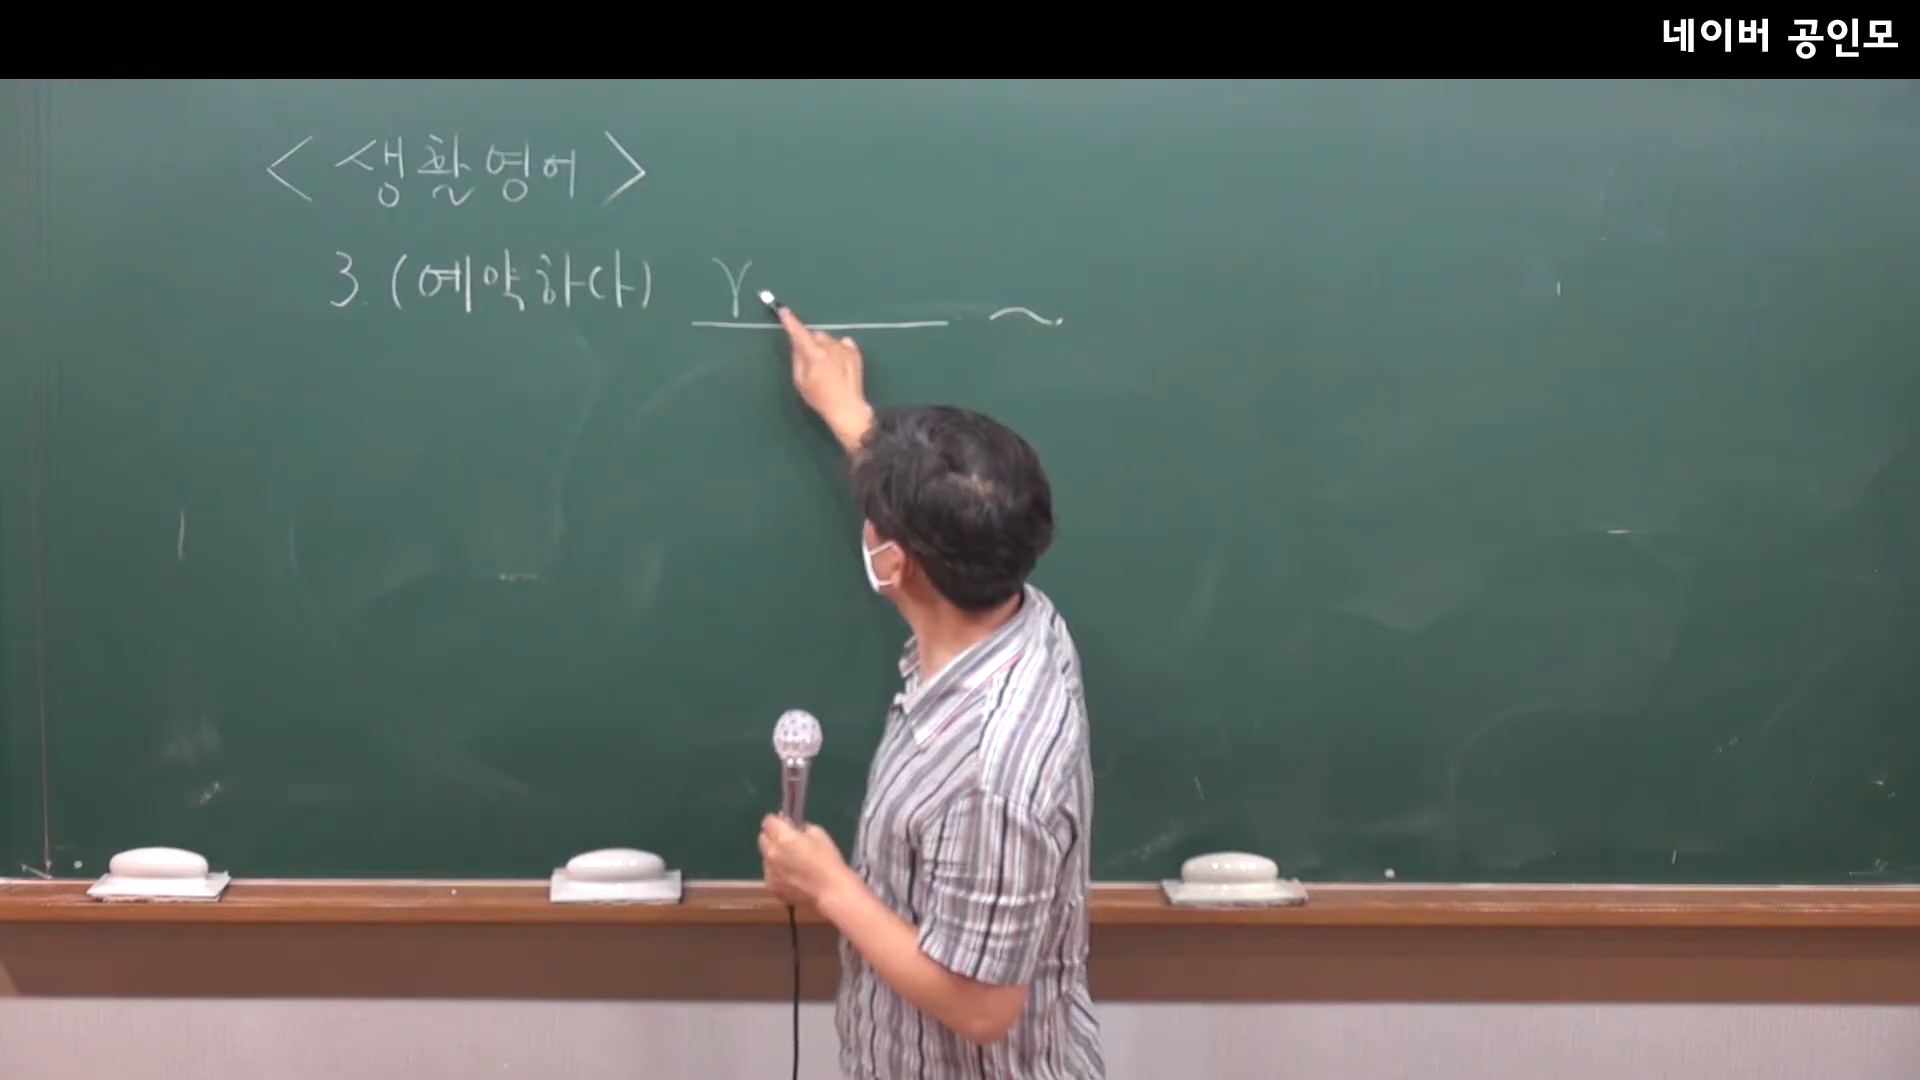 네이버 공인모
< 생활영어 >
3. (예약하다) r ~